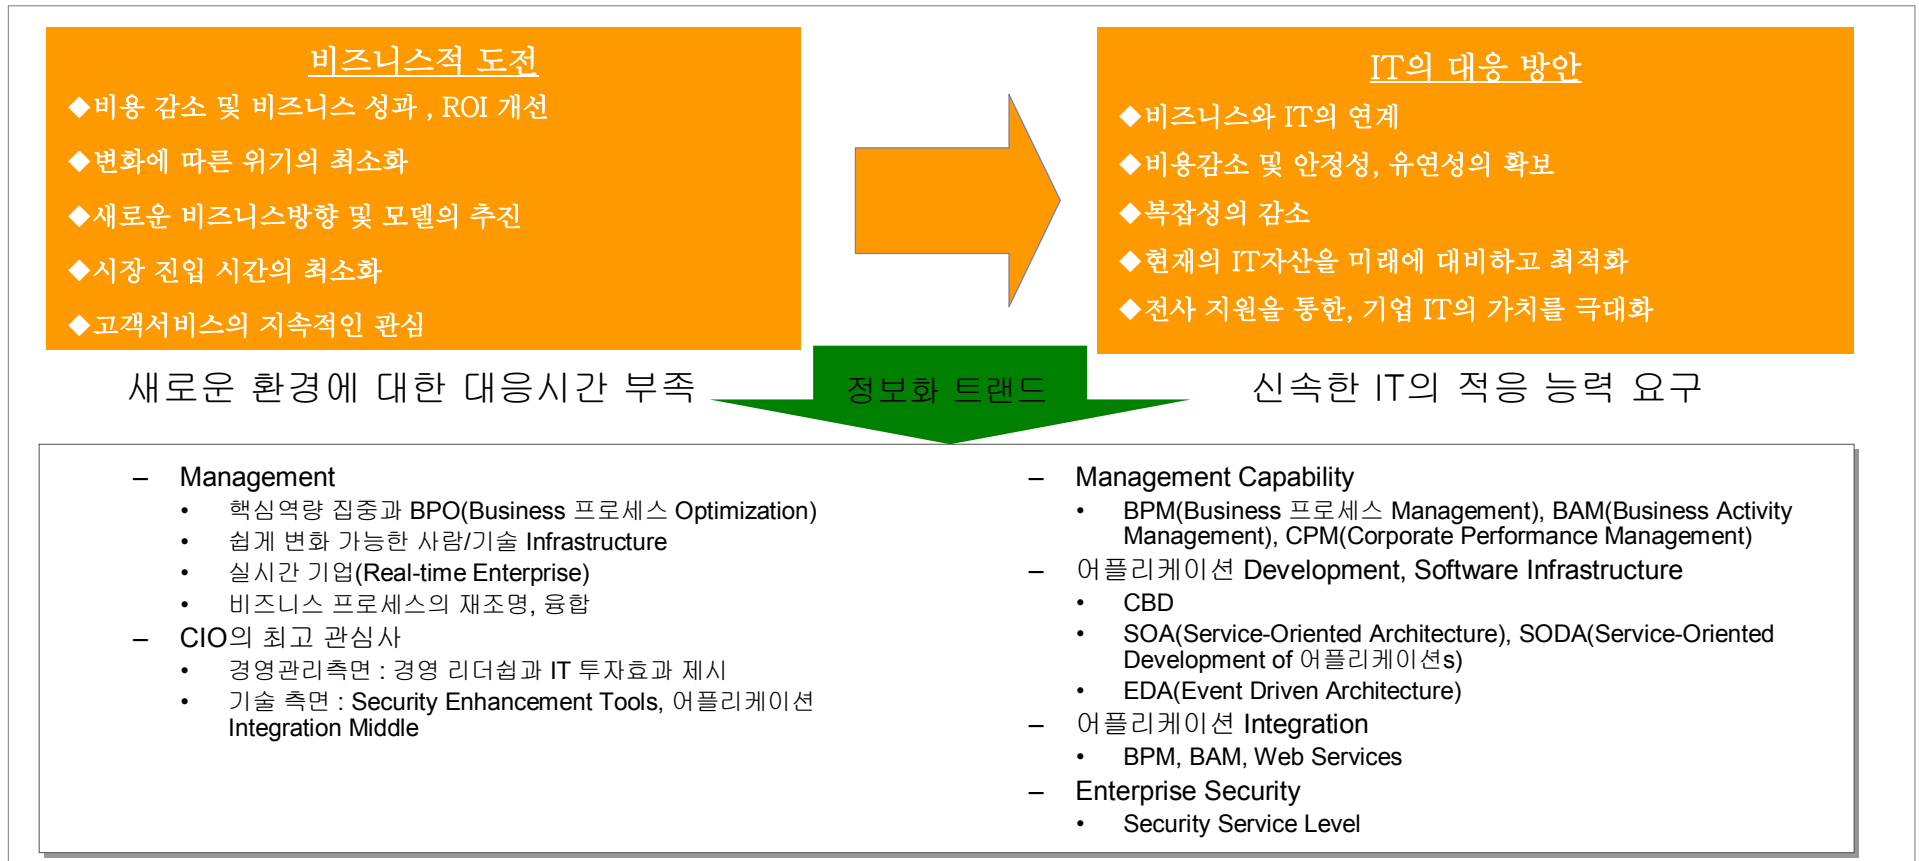 비즈니스적 도전
◆비용 감소 및 비즈니스 성과 , ROI 개선
◆변화에 따른 위기의 최소화
◆새로운 비즈니스방향 및 모델의 추진
◆시장 진입 시간의 최소화
◆고객서비스의 지속적인 관심
IT의 대응 방안
◆비즈니스와 IT의 연계
◆비용감소 및 안정성, 유연성의 확보
◆복잡성의 감소
◆현재의 IT자산을 미래에 대비하고 최적화
◆전사 지원을 통한, 기업 IT의 가치를 극대화
새로운 환경에 대한 대응시간 부족
정보화 트랜드
신속한 IT의 적응 능력 요구
– Management
• 핵심역량 집중과 BPO(Business 프로세스 Optimization)
• 쉽게 변화 가능한 사람/기술 Infrastructure
• 실시간 기업(Real-time Enterprise)
• 비즈니스 프로세스의 재조명, 융합
– CIO의 최고 관심사
• 경영관리측면 : 경영 리더쉽과 IT 투자효과 제시
• 기술 측면 : Security Enhancement Tools, 어플리케이션
Integration Middle
– Management Capability
• BPM(Business 프로세스 Management), BAM(Business Activity
Management), CPM(Corporate Performance Management)
– 어플리케이션 Development, Software Infrastructure
• CBD
• SOA(Service-Oriented Architecture), SODA(Service-Oriented
Development of 어플리케이션s)
• EDA(Event Driven Architecture)
– 어플리케이션 Integration
• BPM, BAM, Web Services
– Enterprise Security
• Security Service Level